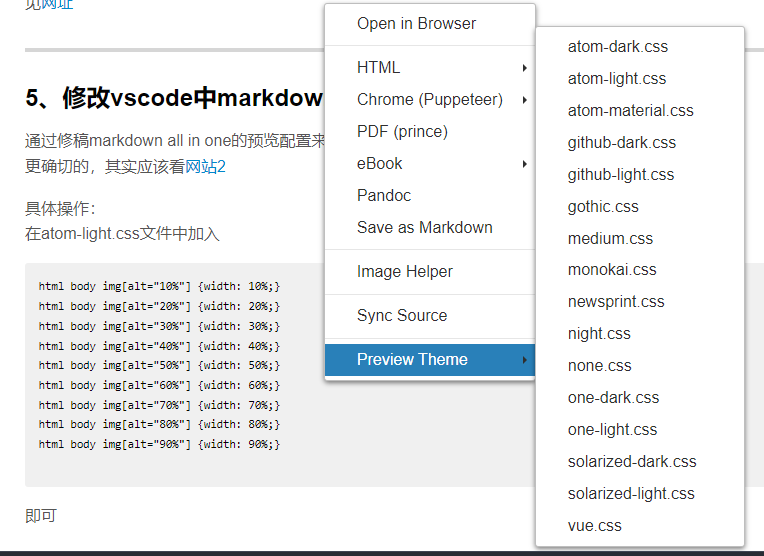 见网址
5、修改vscode中markdow
通过修稿markdown all in one的预览配置来
更确切的，其实应该看网站2
具体操作：
在atom-light.css文件中加入
html body img[alt="10%"] {width: 10%;}
html body img[alt="20%"] {width: 20%;}
html body img[alt="30%"] {width: 30%;}
html body img[alt="40%"] {width: 40%;}
html body img[alt="50%"] {width: 50%;}
html body img[alt="60%"] {width: 60%;}
html body img[alt="70%"] {width: 70%;}
html body img[alt="80%"] {width: 80%;}
html body img[alt="90%"] {width: 90%;}
即可
Open in Browser
HTML
Chrome (Puppeteer)
PDF (prince)
eBook
Pandoc
Save as Markdown
Image Helper
Sync Source
Preview Theme
atom-dark.css
atom-light.css
atom-material.css
github-dark.css
github-light.css
gothic.css
medium.css
monokai.css
newsprint.css
night.css
none.css
one-dark.css
one-light.css
solarized-dark.css
solarized-light.css
vue.css